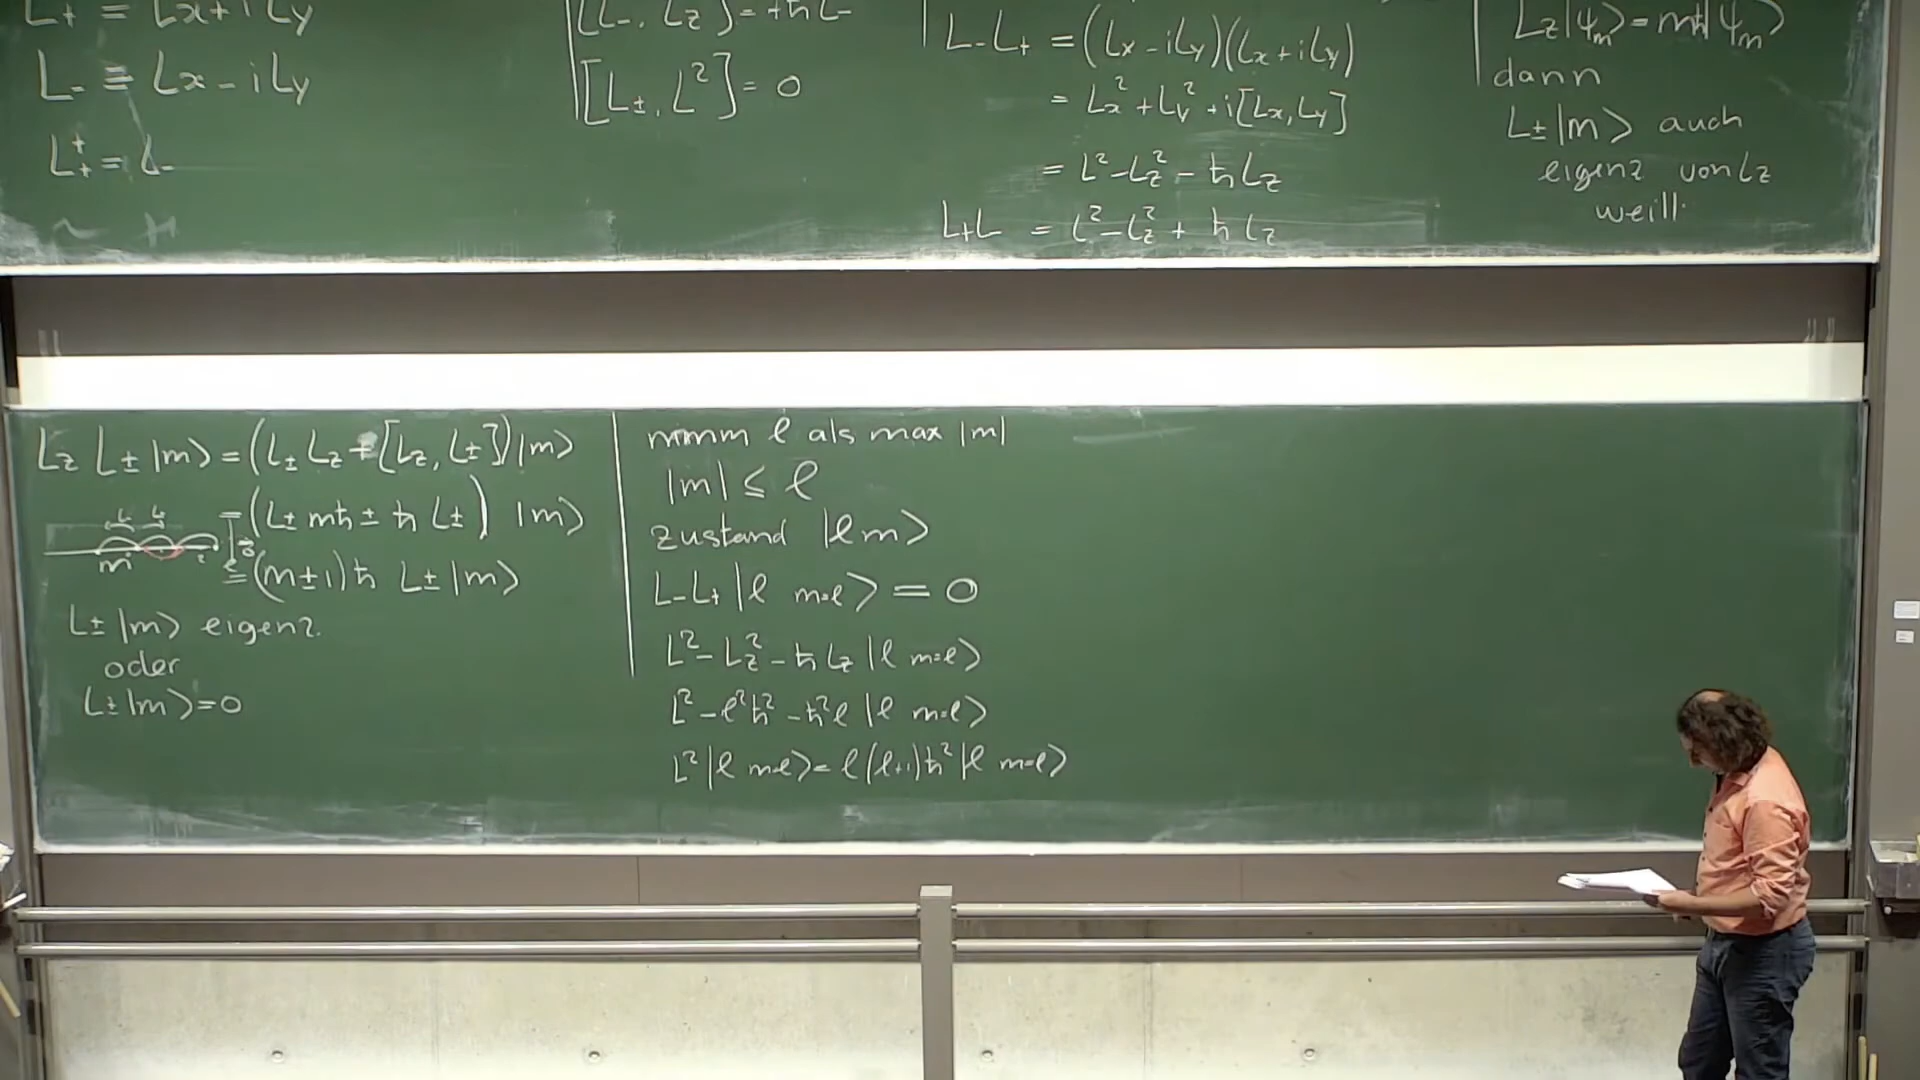 L₊ = Lx + iLy
L₋ ≡ Lx − iLy
L₊† = L₋
[L₋, Lz] = +ħL₋
[L±, L²] = 0
L₋L₊ = (Lx − iLy)(Lx + iLy)
= Lx² + Ly² + i[Lx, Ly]
= L² − Lz² − ħLz
L₊L = L² − Lz² + ħLz
Lz|ψm⟩ = mħ|ψm⟩
dann
L±|m⟩ auch
eigenz von Lz
weill
Lz L±|m⟩ = (L± Lz + [Lz, L±])|m⟩
= (L± mħ ± ħ L±) |m⟩
= (m±1)ħ L±|m⟩
m
L±|m⟩ eigenz.
oder
L±|m⟩ = 0
nimm ℓ als max |m|
|m| ≤ ℓ
zustand |ℓ m⟩
L₋L₊|ℓ m=ℓ⟩ = 0
L² − Lz² − ħLz |ℓ m=ℓ⟩
L² − ℓ²ħ² − ħ²ℓ |ℓ m=ℓ⟩
L²|ℓ m=ℓ⟩ = ℓ(ℓ+1)ħ²|ℓ m=ℓ⟩